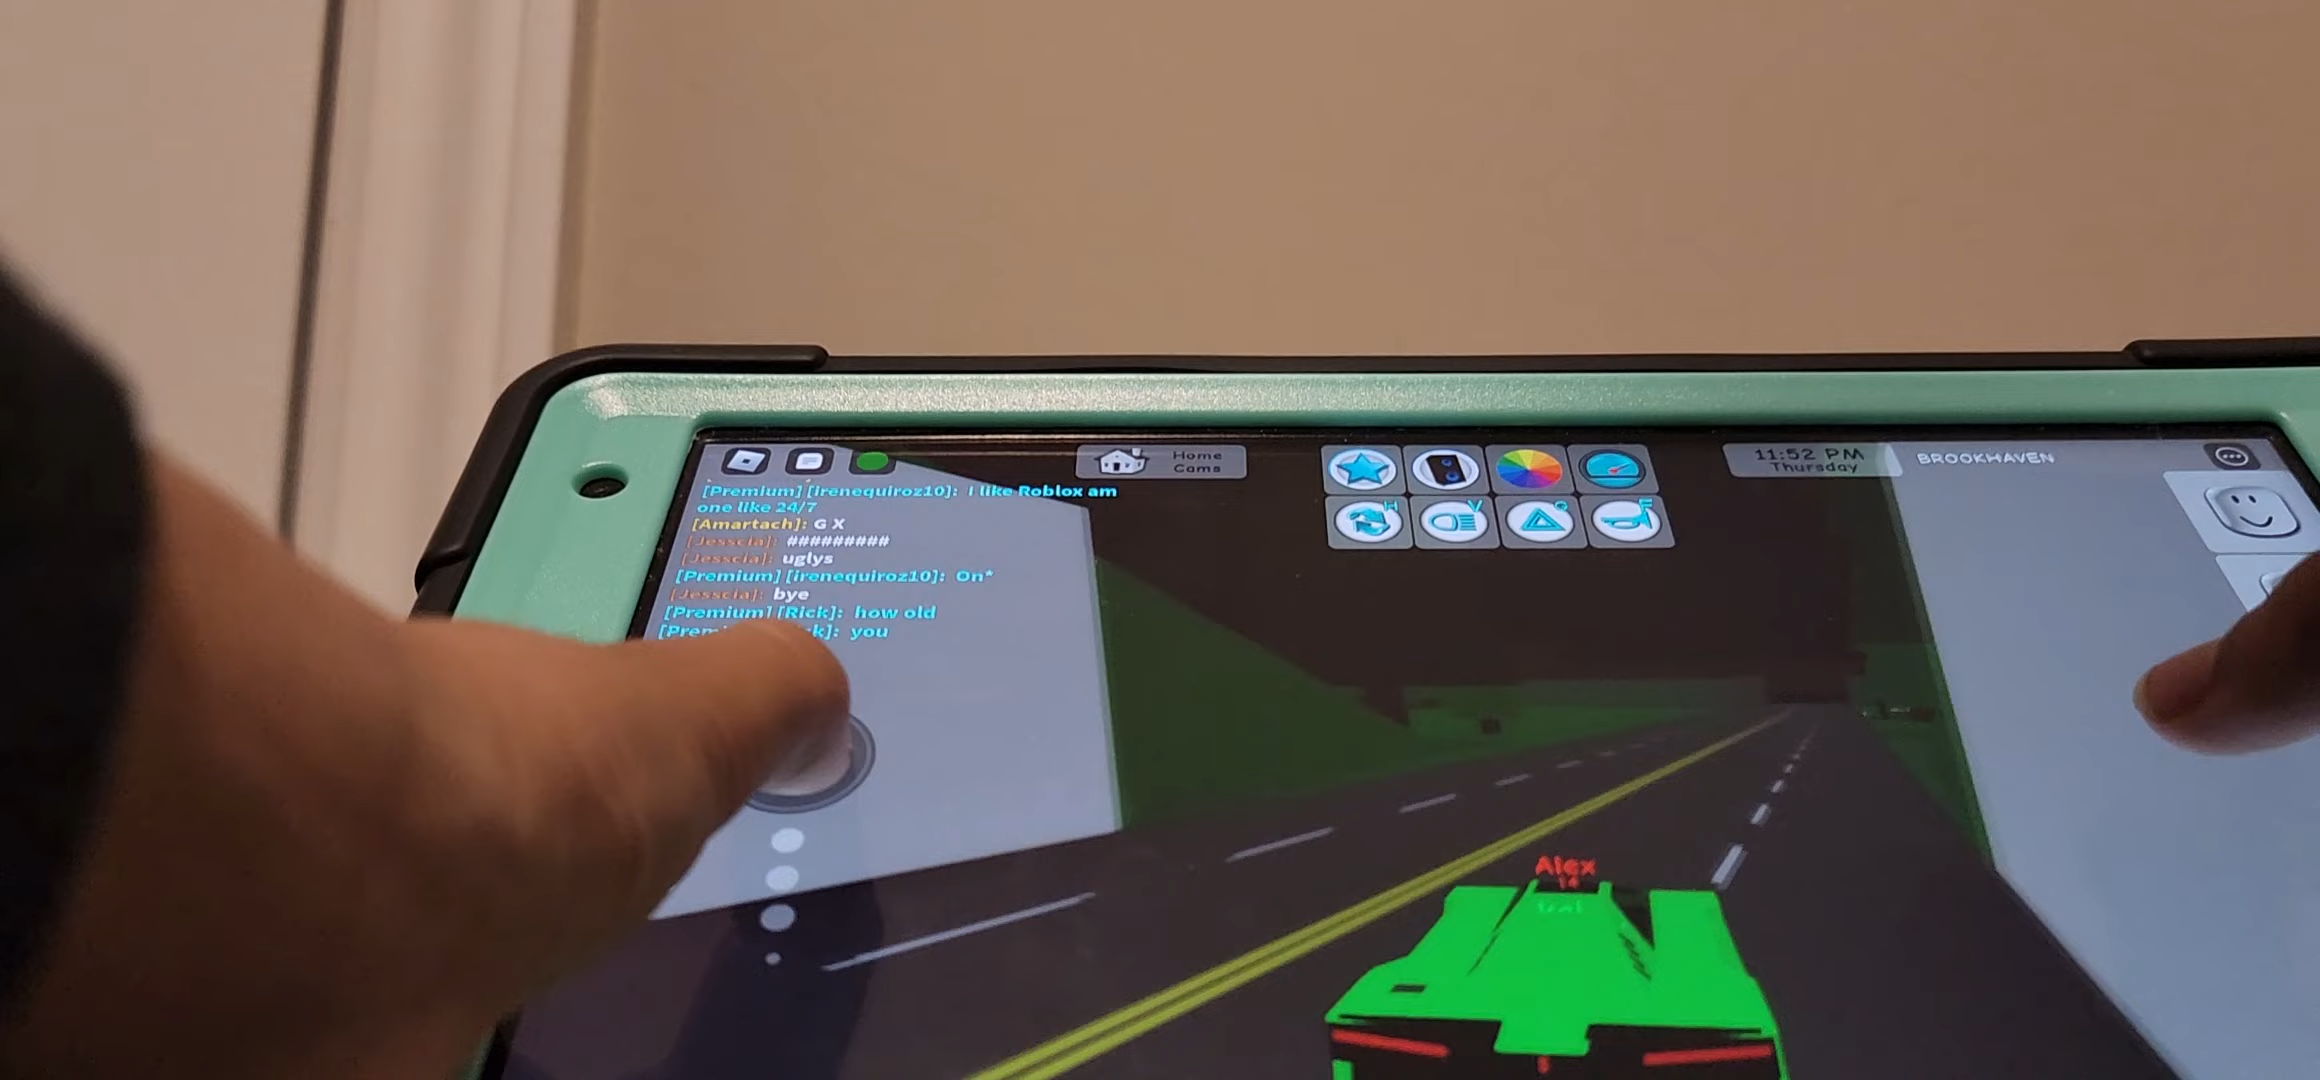 Home
Cams
11:52 PM
Thursday
BROOKHAVEN
[Premium] [irenequiroz10]: I like Roblox am
one like 24/7
[Amartach]: G X
[Jesscia]: #########
[Jesscia]: uglys
[Premium] [irenequiroz10]: On*
[Jesscia]: bye
[Premium] [Rick]: how old
you
H
V
F
Alex
14